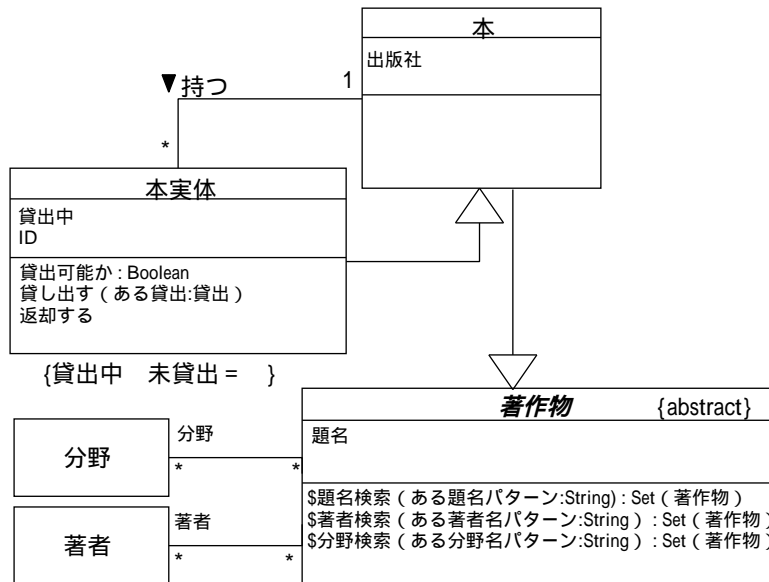 本
出版社
▼持つ
1
*
本実体
貸出中
ID
貸出可能か : Boolean
貸し出す（ある貸出:貸出）
返却する
{貸出中　未貸出 =　}
著作物 {abstract}
題名
$題名検索（ある題名パターン:String) : Set（著作物）
$著者検索（ある著者名パターン:String） : Set（著作物）
$分野検索（ある分野名パターン:String） : Set（著作物）
分野
分野
*
*
著者
著者
*
*